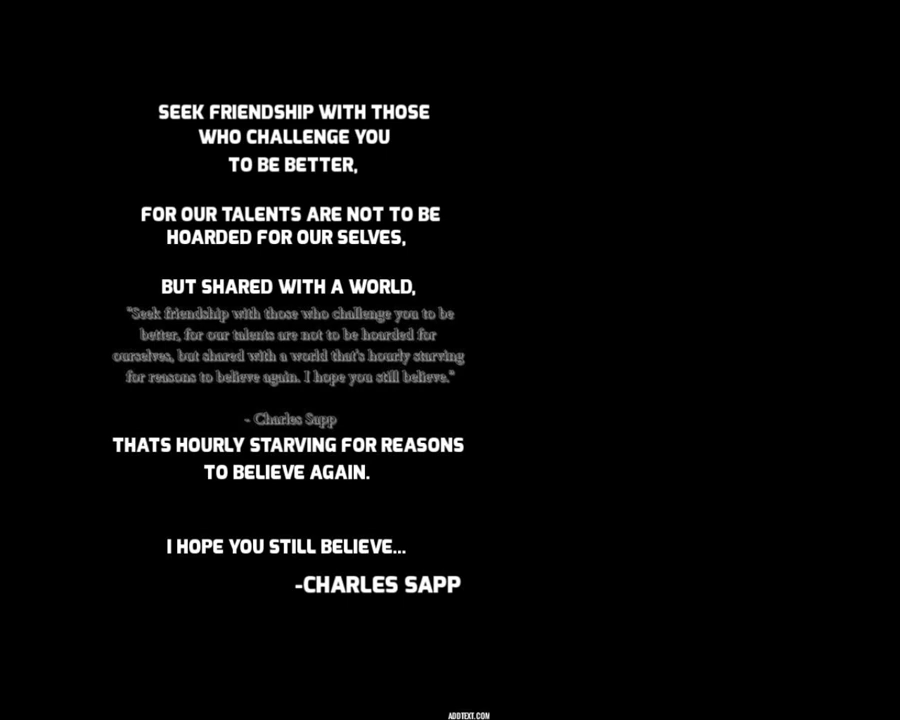 SEEK FRIENDSHIP WITH THOSE
WHO CHALLENGE YOU
TO BE BETTER,
FOR OUR TALENTS ARE NOT TO BE
HOARDED FOR OUR SELVES,
BUT SHARED WITH A WORLD,
"Seek friendship with those who challenge you to be
better, for our talents are not to be hoarded for
ourselves, but shared with a world that's hourly starving
for reasons to believe again. I hope you still believe."
- Charles Sapp
THATS HOURLY STARVING FOR REASONS
TO BELIEVE AGAIN.
I HOPE YOU STILL BELIEVE...
-CHARLES SAPP
ADDTEXT.COM